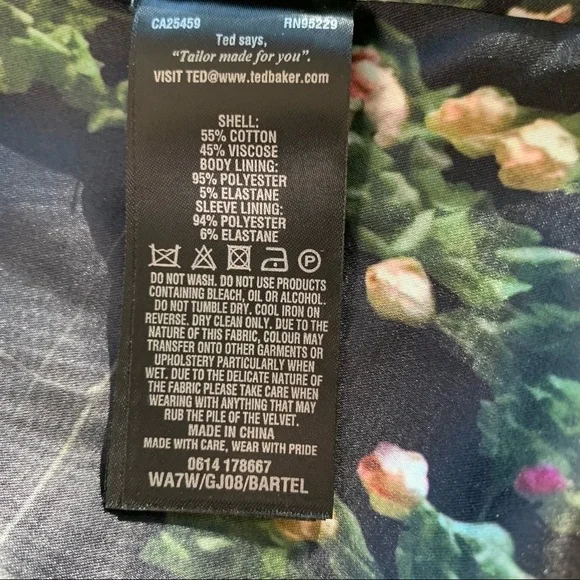 CA25459 RN95229
Ted says,
"Tailor made for you".
VISIT TED@www.tedbaker.com
SHELL:
55% COTTON
45% VISCOSE
BODY LINING:
95% POLYESTER
5% ELASTANE
SLEEVE LINING:
94% POLYESTER
6% ELASTANE
P
DO NOT WASH. DO NOT USE PRODUCTS
CONTAINING BLEACH, OIL OR ALCOHOL.
DO NOT TUMBLE DRY. COOL IRON ON
REVERSE. DRY CLEAN ONLY. DUE TO THE
NATURE OF THIS FABRIC, COLOUR MAY
TRANSFER ONTO OTHER GARMENTS OR
UPHOLSTERY PARTICULARLY WHEN
WET. DUE TO THE DELICATE NATURE OF
THE FABRIC PLEASE TAKE CARE WHEN
WEARING WITH ANYTHING THAT MAY
RUB THE PILE OF THE VELVET.
MADE IN CHINA
MADE WITH CARE, WEAR WITH PRIDE
0614 178667
WA7W/GJ08/BARTEL